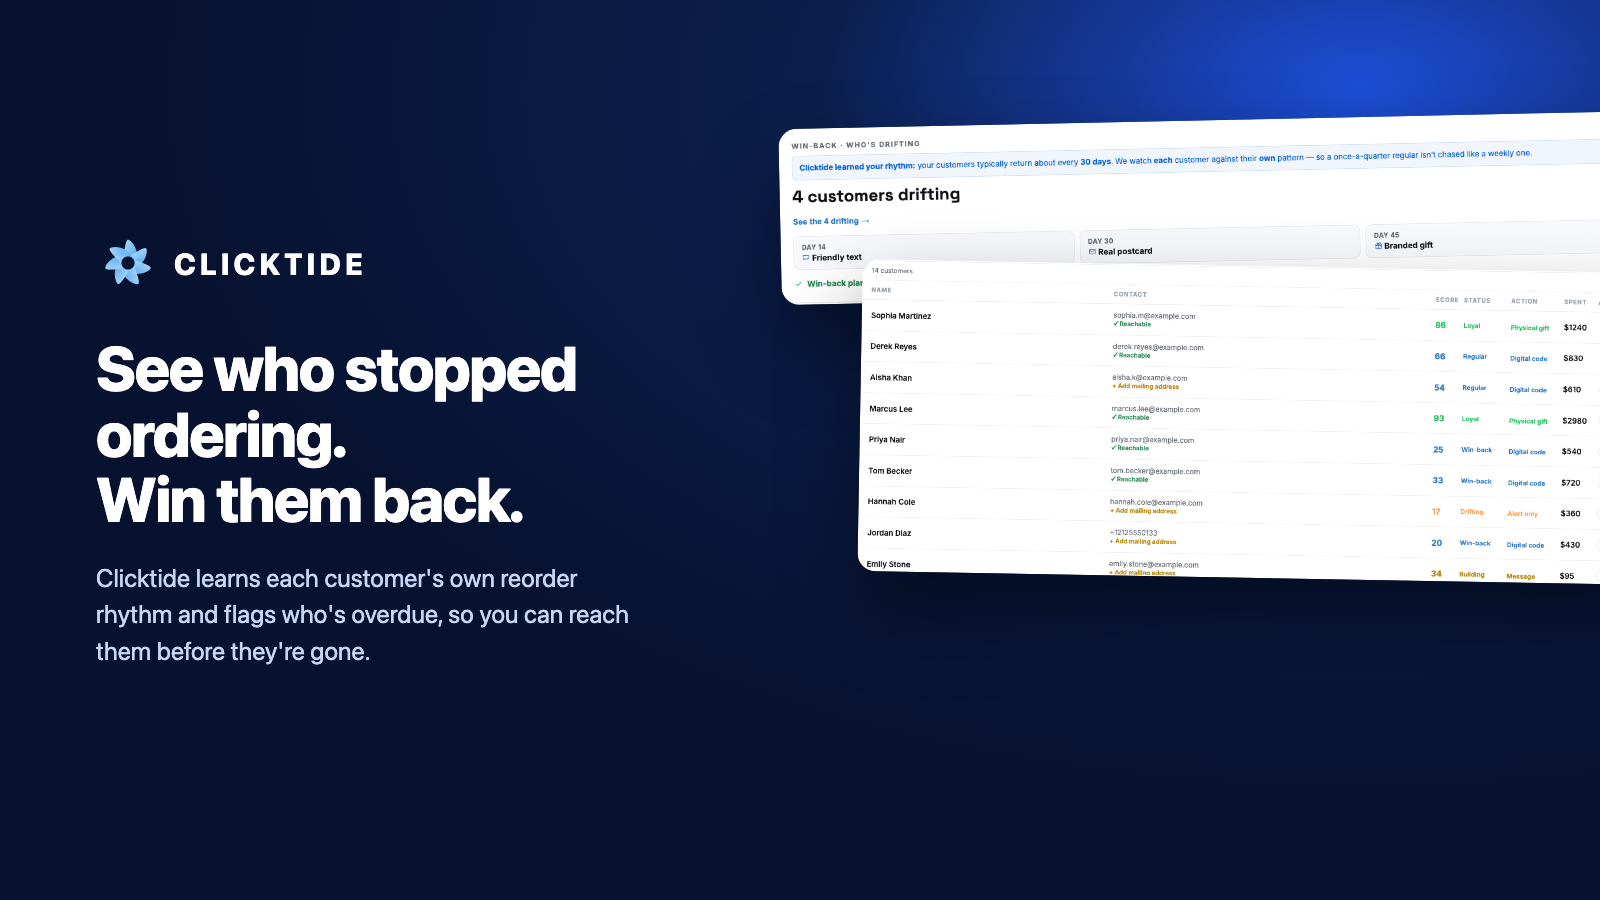 CLICKTIDE
See who stopped
ordering.
Win them back.
Clicktide learns each customer's own reorder
rhythm and flags who's overdue, so you can reach
them before they're gone.
WIN-BACK · WHO'S DRIFTING
Clicktide learned your rhythm: your customers typically return about every 30 days. We watch each customer against their own pattern — so a once-a-quarter regular isn't chased like a weekly one.
4 customers drifting
See the 4 drifting →
DAY 14
Friendly text
DAY 30
Real postcard
DAY 45
Branded gift
✓ Win-back plan
14 customers
NAME CONTACT SCORE STATUS ACTION SPENT
Sophia Martinez sophia.m@example.com 86 Loyal Physical gift $1240
✓ Reachable
Derek Reyes derek.reyes@example.com 66 Regular Digital code $830
✓ Reachable
Aisha Khan aisha.k@example.com 54 Regular Digital code $610
+ Add mailing address
Marcus Lee marcus.lee@example.com 93 Loyal Physical gift $2980
✓ Reachable
Priya Nair priya.nair@example.com 25 Win-back Digital code $540
✓ Reachable
Tom Becker tom.becker@example.com 33 Win-back Digital code $720
✓ Reachable
Hannah Cole hannah.cole@example.com 17 Drifting Alert only $360
+ Add mailing address
Jordan Diaz +12125550133 20 Win-back Digital code $430
+ Add mailing address
Emily Stone emily.stone@example.com 34 Building Message $95
+ Add mailing address